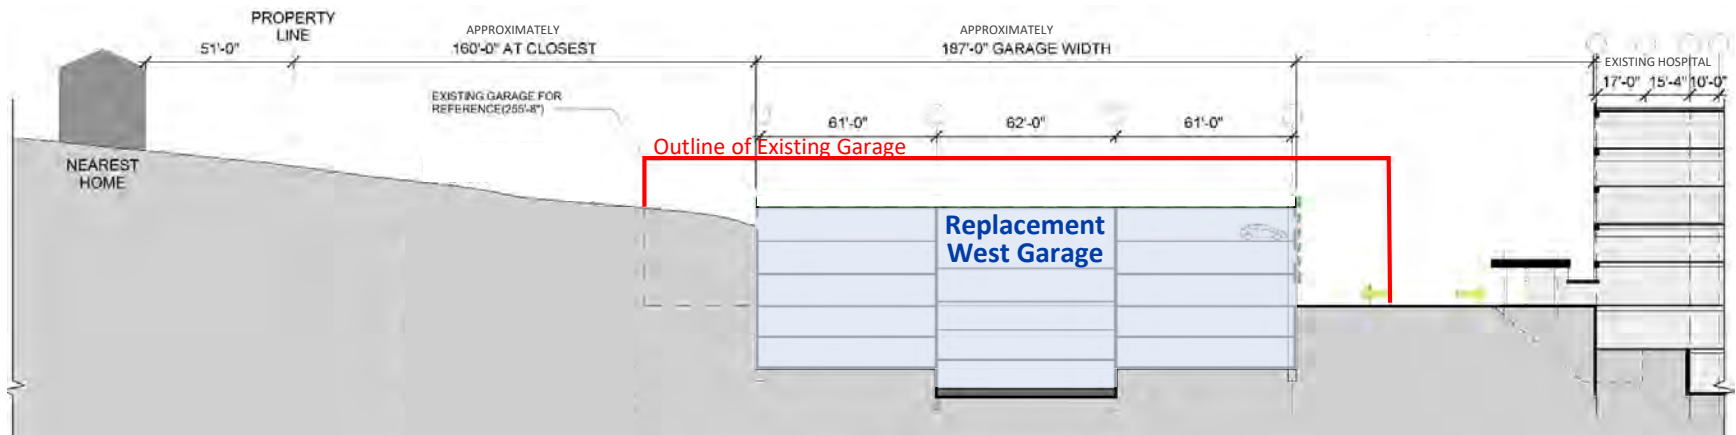 PROPERTY
LINE
51'-0"
APPROXIMATELY
160'-0" AT CLOSEST
APPROXIMATELY
187'-0" GARAGE WIDTH
EXISTING HOSPITAL
17'-0" 15'-4" 10'-0"
EXISTING GARAGE FOR
REFERENCE(255'-8")
61'-0" 62'-0" 61'-0"
Outline of Existing Garage
NEAREST
HOME
Replacement
West Garage